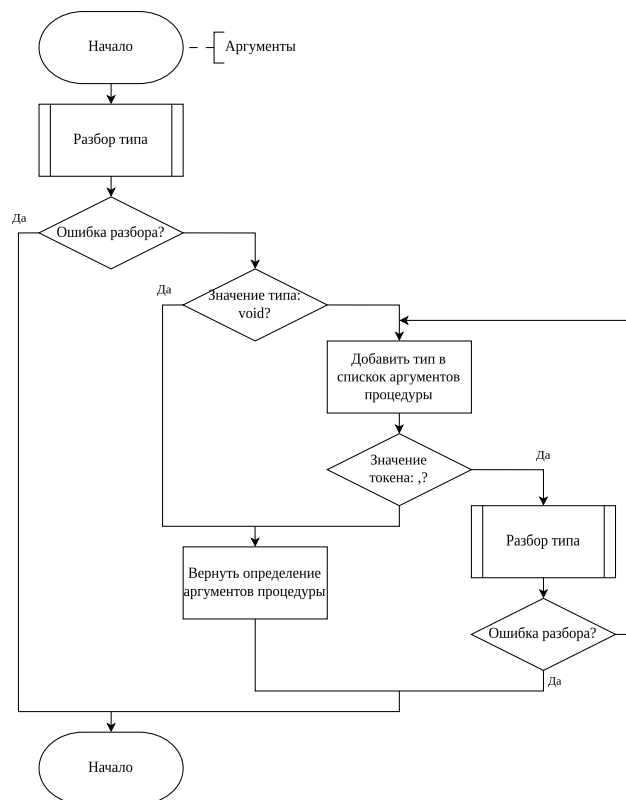 Начало
Аргументы
Разбор типа
Да
Ошибка разбора?
Да
Значение типа:
void?
Добавить тип в
спискок аргументов
процедуры
Значение
токена: ,?
Да
Разбор типа
Вернуть определение
аргументов процедуры
Ошибка разбора?
Да
Начало